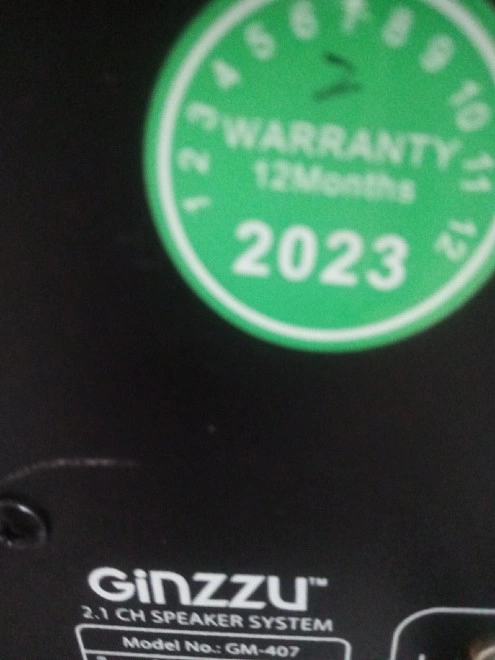 1 2 3 4 5 6 7 8 9 10 11 12
WARRANTY
12Months
2023
GiNZZU™
2.1 CH SPEAKER SYSTEM
Model No.: GM-407